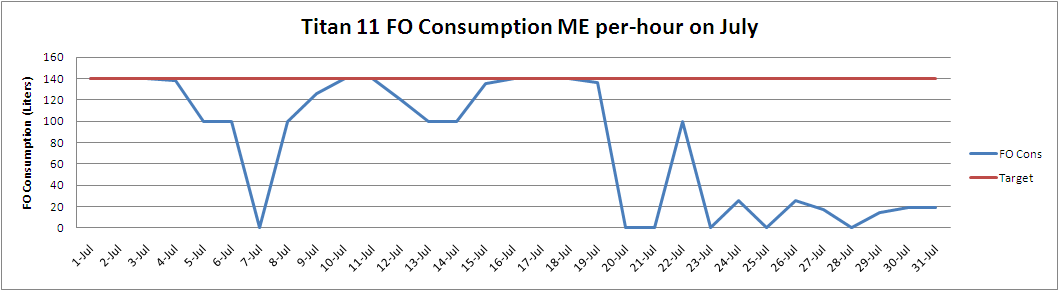 Titan 11 FO Consumption ME per-hour on July
FO Consumption (Liters)
160
140
120
100
80
60
40
20
0
1-Jul
2-Jul
3-Jul
4-Jul
5-Jul
6-Jul
7-Jul
8-Jul
9-Jul
10-Jul
11-Jul
12-Jul
13-Jul
14-Jul
15-Jul
16-Jul
17-Jul
18-Jul
19-Jul
20-Jul
21-Jul
22-Jul
23-Jul
24-Jul
25-Jul
26-Jul
27-Jul
28-Jul
29-Jul
30-Jul
31-Jul
FO Cons
Target